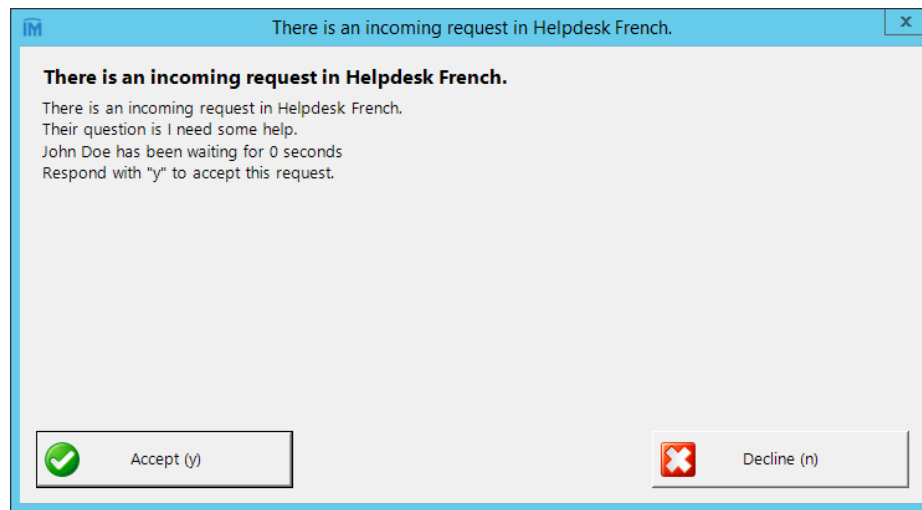 IM
There is an incoming request in Helpdesk French.
x
There is an incoming request in Helpdesk French.
There is an incoming request in Helpdesk French.
Their question is I need some help.
John Doe has been waiting for 0 seconds
Respond with "y" to accept this request.
Accept (y)
Decline (n)